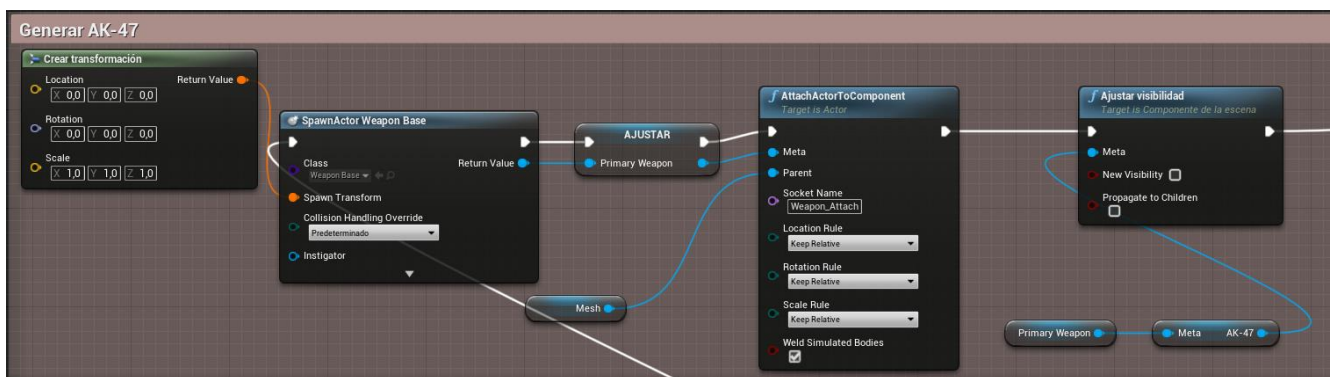 Generar AK-47
Crear transformación
Location
Return Value
X 0,0 Y 0,0 Z 0,0
Rotation
X 0,0 Y 0,0 Z 0,0
Scale
X 1,0 Y 1,0 Z 1,0
SpawnActor Weapon Base
Class
Return Value
Weapon Base
Spawn Transform
Collision Handling Override
Predeterminado
Instigator
AJUSTAR
Primary Weapon
Mesh
f AttachActorToComponent
Target is Actor
Meta
Parent
Socket Name
Weapon_Attach
Location Rule
Keep Relative
Rotation Rule
Keep Relative
Scale Rule
Keep Relative
Weld Simulated Bodies
f Ajustar visibilidad
Target is Componente de la escena
Meta
New Visibility
Propagate to Children
Primary Weapon
Meta AK-47